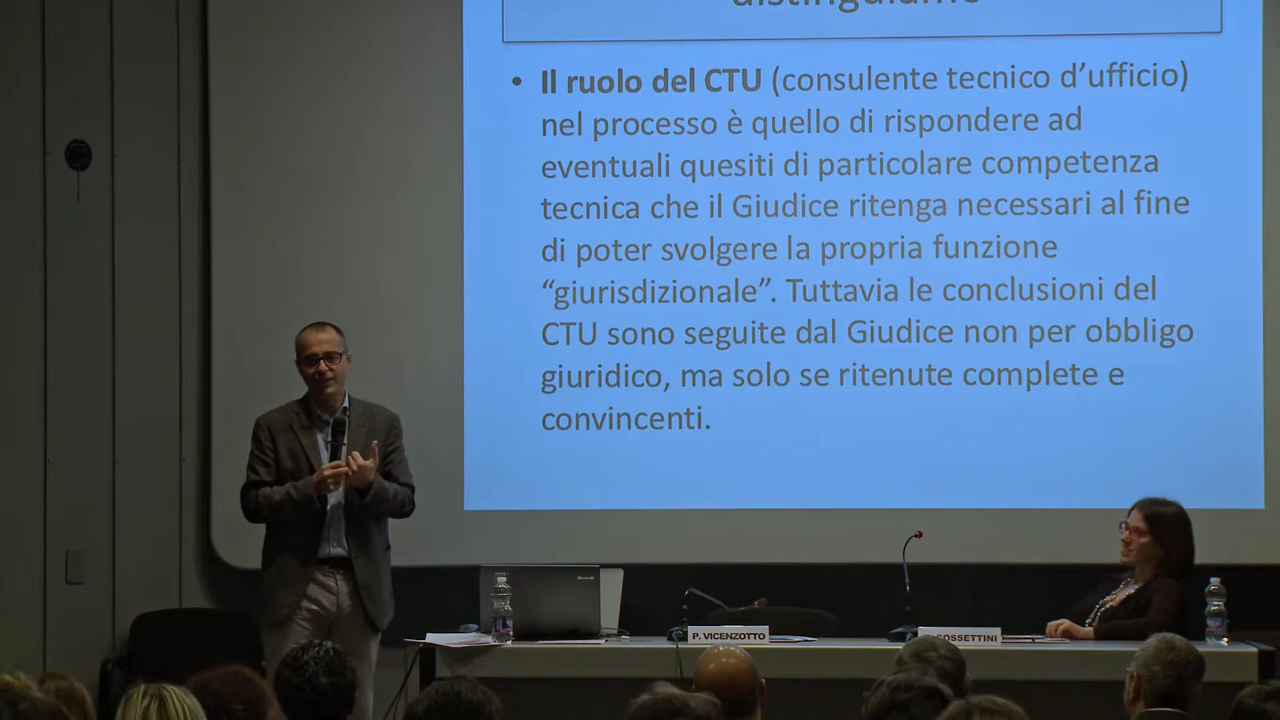 distinguiamo
• Il ruolo del CTU (consulente tecnico d’ufficio)
nel processo è quello di rispondere ad
eventuali quesiti di particolare competenza
tecnica che il Giudice ritenga necessari al fine
di poter svolgere la propria funzione
“giurisdizionale”. Tuttavia le conclusioni del
CTU sono seguite dal Giudice non per obbligo
giuridico, ma solo se ritenute complete e
convincenti.
P. VICENZOTTO
COSSETTINI